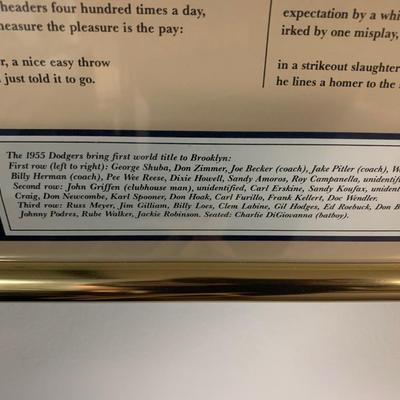 headers four hundred times a day,
measure the pleasure is the pay:
r, a nice easy throw
just told it to go.
expectation by a whi
irked by one misplay,
in a strikeout slaughter
he lines a homer to the
The 1955 Dodgers bring first world title to Brooklyn:
First row (left to right): George Shuba, Don Zimmer, Joe Becker (coach), Jake Pitler (coach), W
Billy Herman (coach), Pee Wee Reese, Dixie Howell, Sandy Amoros, Roy Campanella, unidentifi
Second row: John Griffen (clubhouse man), unidentified, Carl Erskine, Sandy Koufax, unident
Craig, Don Newcombe, Karl Spooner, Don Hoak, Carl Furillo, Frank Kellert, Doc Wendler.
Third row: Russ Meyer, Jim Gilliam, Billy Loes, Clem Labine, Gil Hodges, Ed Roebuck, Don B
Johnny Podres, Rube Walker, Jackie Robinson. Seated: Charlie DiGiovanna (batboy).